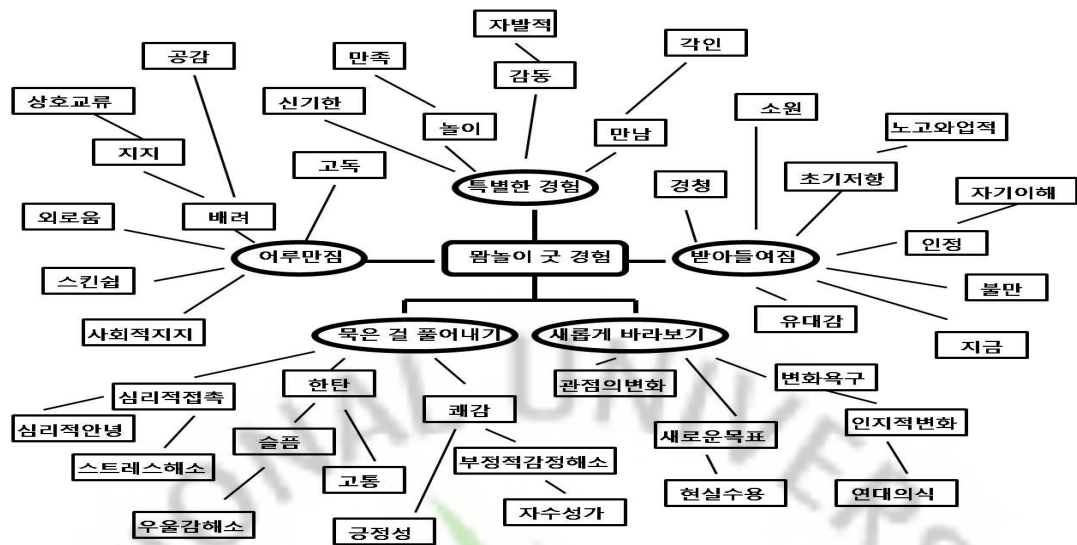 자발적
각인
공감
만족
감동
상호교류
신기한
소원
놀이
만남
노고와업적
지지
고독
특별한 경험
경청
초기저항
자기이해
외로움
배려
인정
어루만짐
뫔놀이 굿 경험
받아들여짐
스킨쉽
불만
유대감
사회적지지
묵은 걸 풀어내기
새롭게 바라보기
지금
한탄
관점의변화
변화욕구
심리적접촉
쾌감
인지적변화
심리적안녕
슬픔
새로운목표
스트레스해소
고통
부정적감정해소
현실수용
연대의식
우울감해소
긍정성
자수성가
ONAL UNIVERS